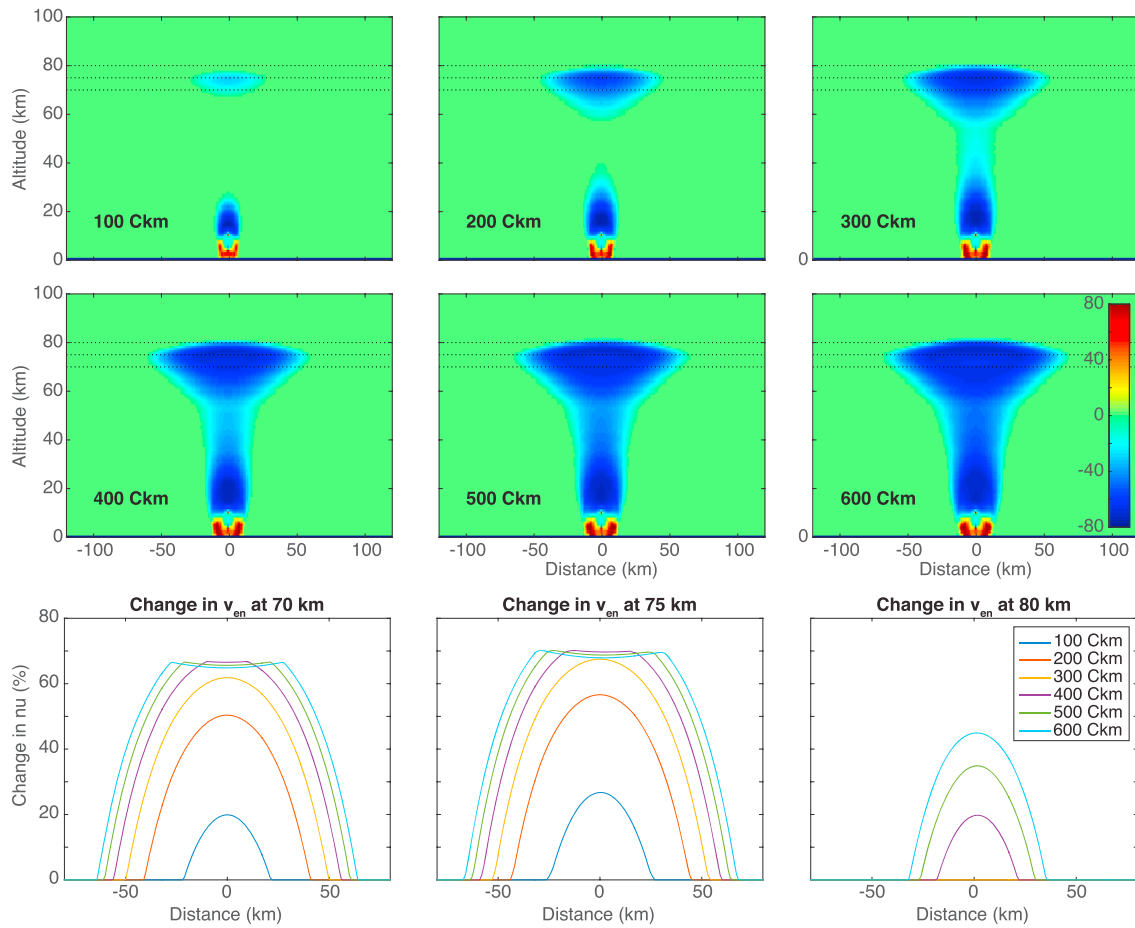 100
80
60
40
20
0
Altitude (km)
100 Ckm
200 Ckm
300 Ckm
0
100
80
60
40
20
0
Altitude (km)
400 Ckm
500 Ckm
600 Ckm
0
80
40
0
-40
-80
-100 -50 0 50 100
-100 -50 0 50 100
-100 -50 0 50 100
Distance (km)
Distance (km)
Distance (km)
Change in v_en at 70 km
Change in v_en at 75 km
Change in v_en at 80 km
80
60
40
20
0
Change in nu (%)
100 Ckm
200 Ckm
300 Ckm
400 Ckm
500 Ckm
600 Ckm
-50 0 50
-50 0 50
-50 0 50
Distance (km)
Distance (km)
Distance (km)